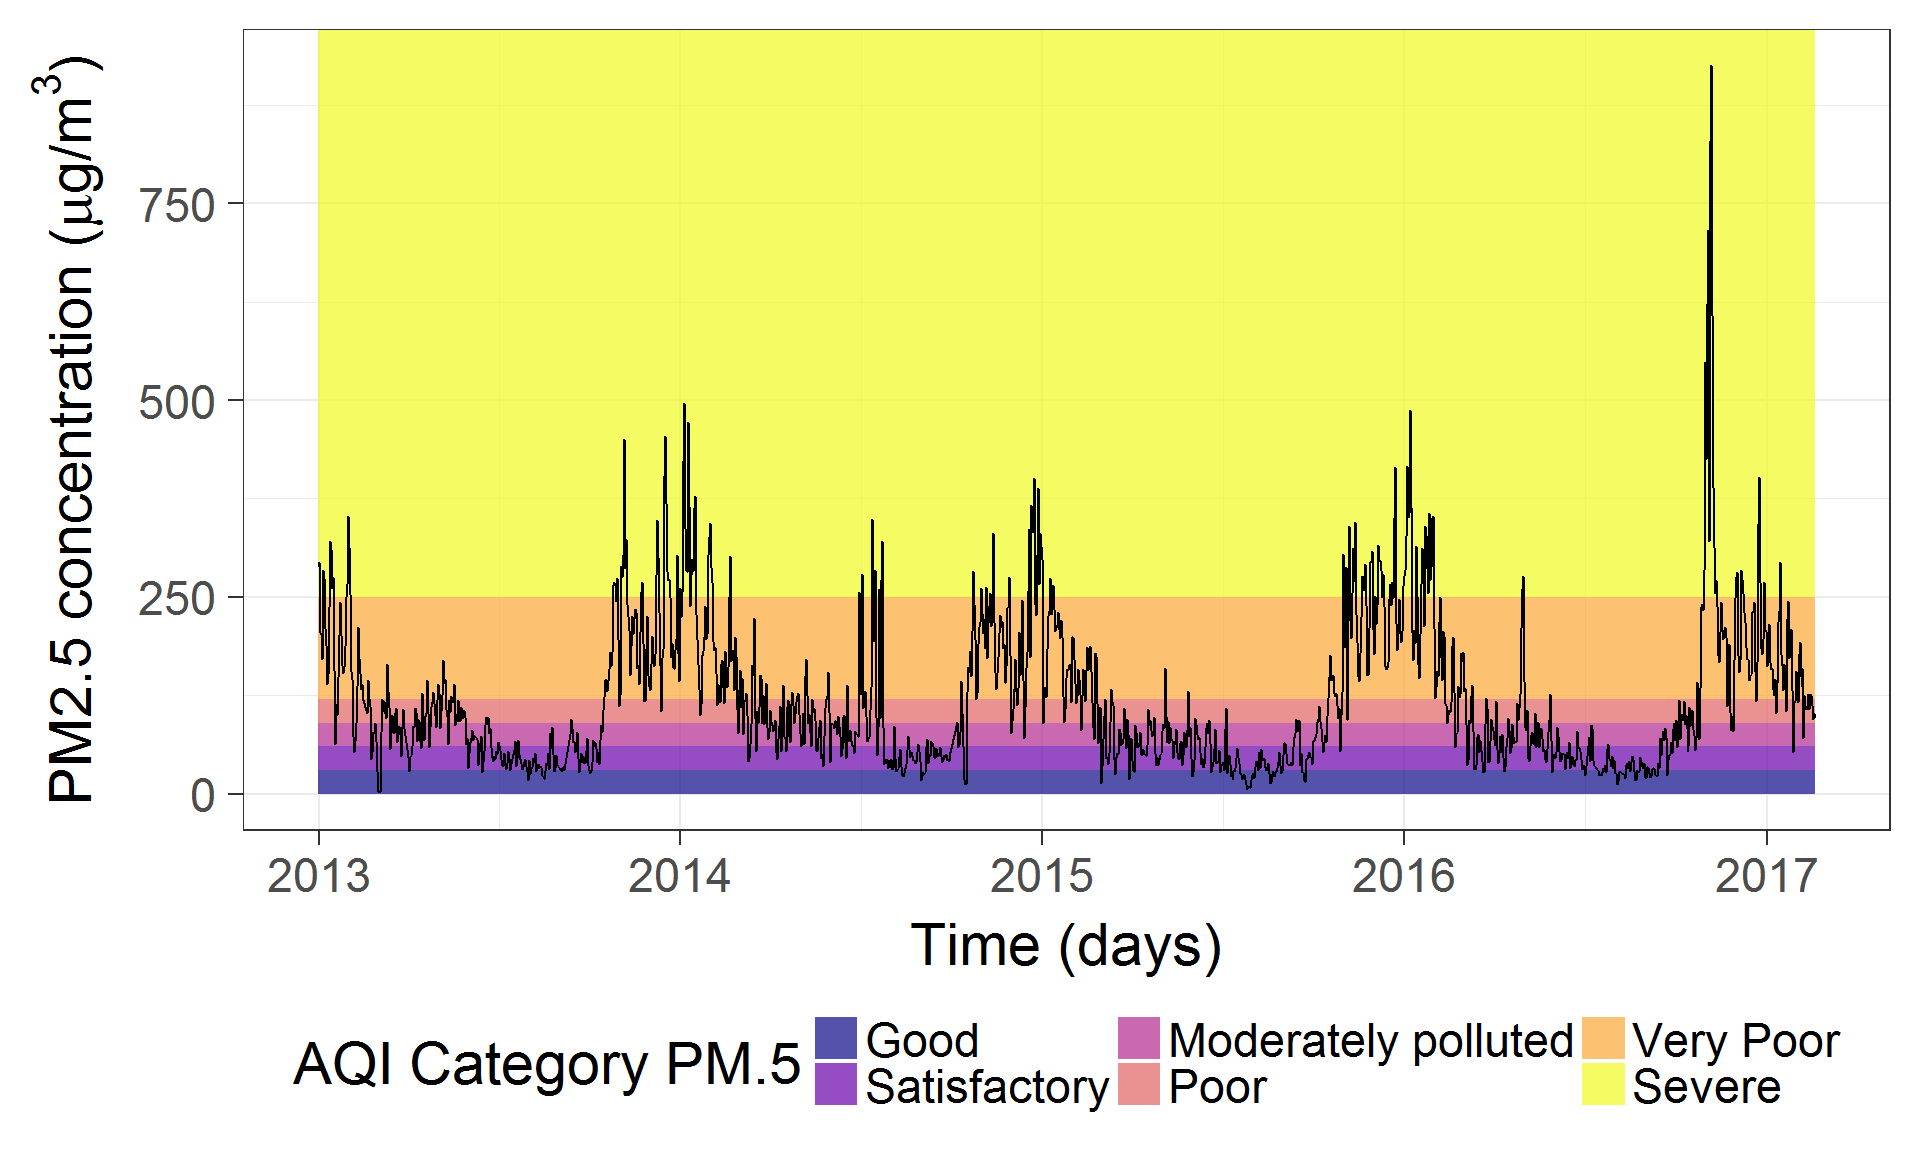 PM2.5 concentration (μg/m³)
750
500
250
0
2013 2014 2015 2016 2017
Time (days)
AQI Category PM.5
Good Moderately polluted Very Poor
Satisfactory Poor Severe